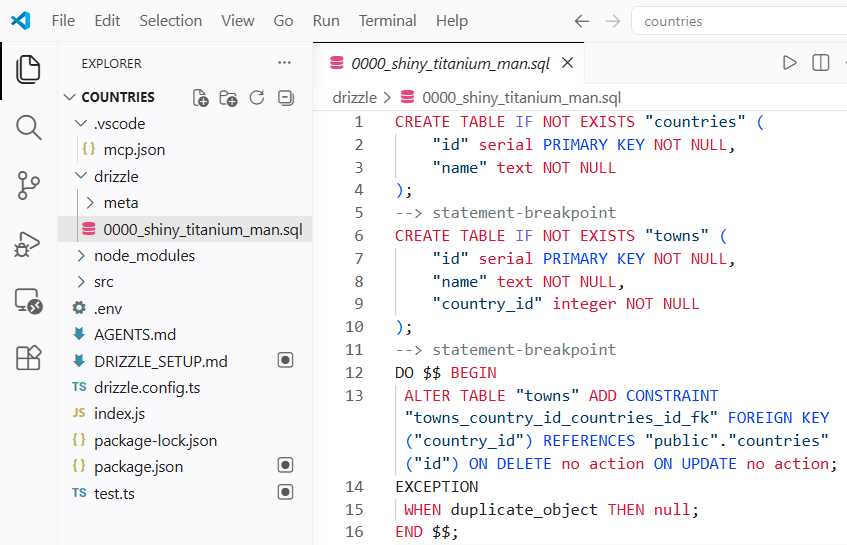 File Edit Selection View Go Run Terminal Help
countries
EXPLORER
COUNTRIES
.vscode
{} mcp.json
drizzle
meta
0000_shiny_titanium_man.sql
node_modules
src
.env
AGENTS.md
DRIZZLE_SETUP.md
TS drizzle.config.ts
JS index.js
{} package-lock.json
{} package.json
TS test.ts
0000_shiny_titanium_man.sql
drizzle > 0000_shiny_titanium_man.sql
1 CREATE TABLE IF NOT EXISTS "countries" (
2 "id" serial PRIMARY KEY NOT NULL,
3 "name" text NOT NULL
4 );
5 --> statement-breakpoint
6 CREATE TABLE IF NOT EXISTS "towns" (
7 "id" serial PRIMARY KEY NOT NULL,
8 "name" text NOT NULL,
9 "country_id" integer NOT NULL
10 );
11 --> statement-breakpoint
12 DO $$ BEGIN
13 ALTER TABLE "towns" ADD CONSTRAINT
"towns_country_id_countries_id_fk" FOREIGN KEY
("country_id") REFERENCES "public"."countries"
("id") ON DELETE no action ON UPDATE no action;
14 EXCEPTION
15 WHEN duplicate_object THEN null;
16 END $$;